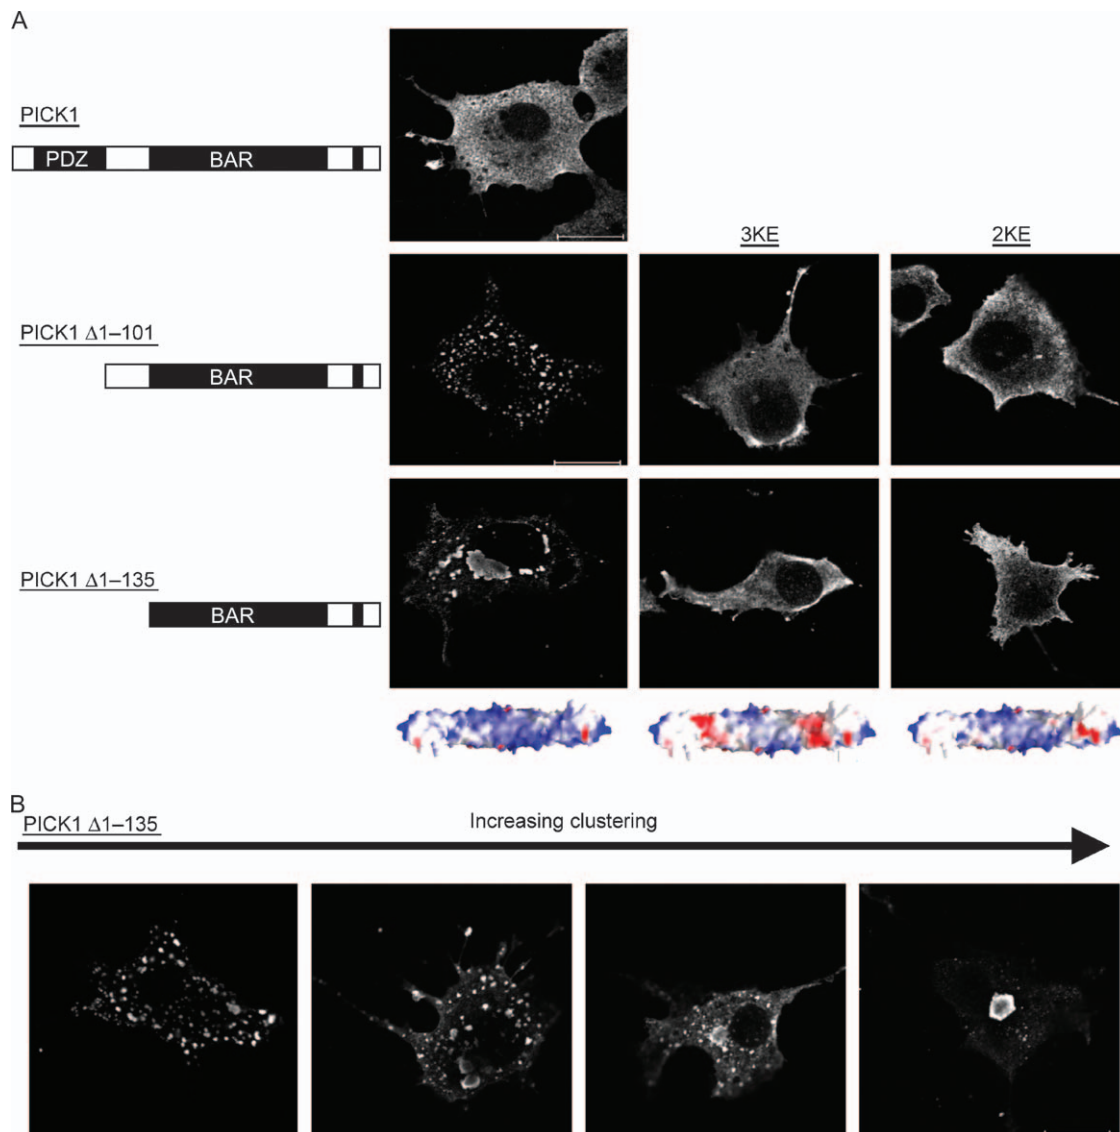 A
PICK1
PDZ BAR
3KE 2KE
PICK1 Δ1–101
BAR
PICK1 Δ1–135
BAR
B
PICK1 Δ1–135
Increasing clustering